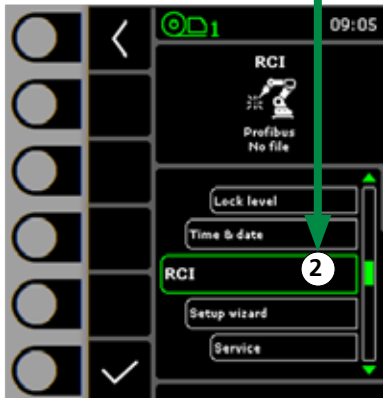 1 09:05
RCI
Profibus
No file
Lock level
Time & date
RCI
2
Setup wizard
Service